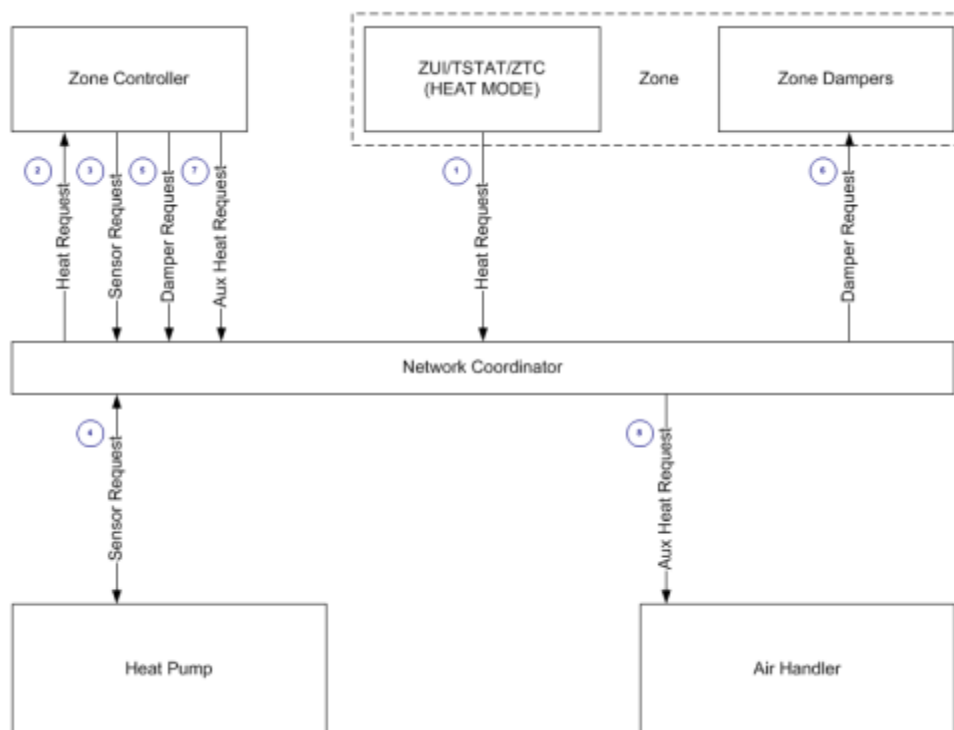 Zone Controller
ZUI/TSTAT/ZTC
(HEAT MODE)
Zone
Zone Dampers
2
3
5
7
1
6
Heat Request
Sensor Request
Damper Request
Aux Heat Request
Heat Request
Damper Request
Network Coordinator
4
8
Sensor Request
Aux Heat Request
Heat Pump
Air Handler